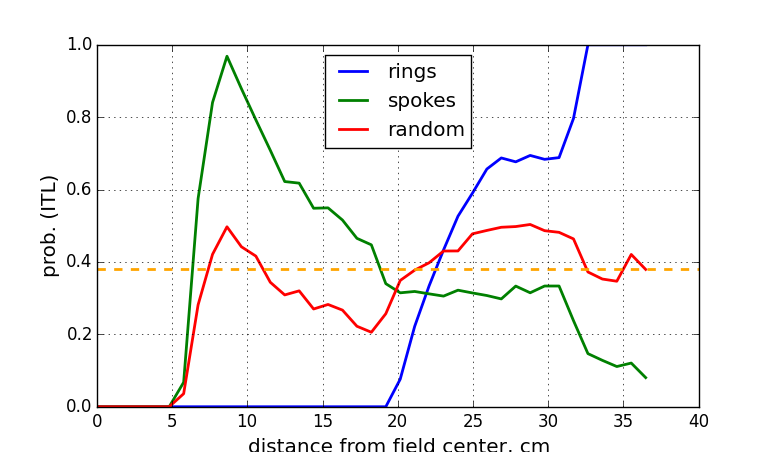 1.0
0.8
0.6
0.4
0.2
0.0
prob. (ITL)
rings
spokes
random
0 5 10 15 20 25 30 35 40
distance from field center, cm